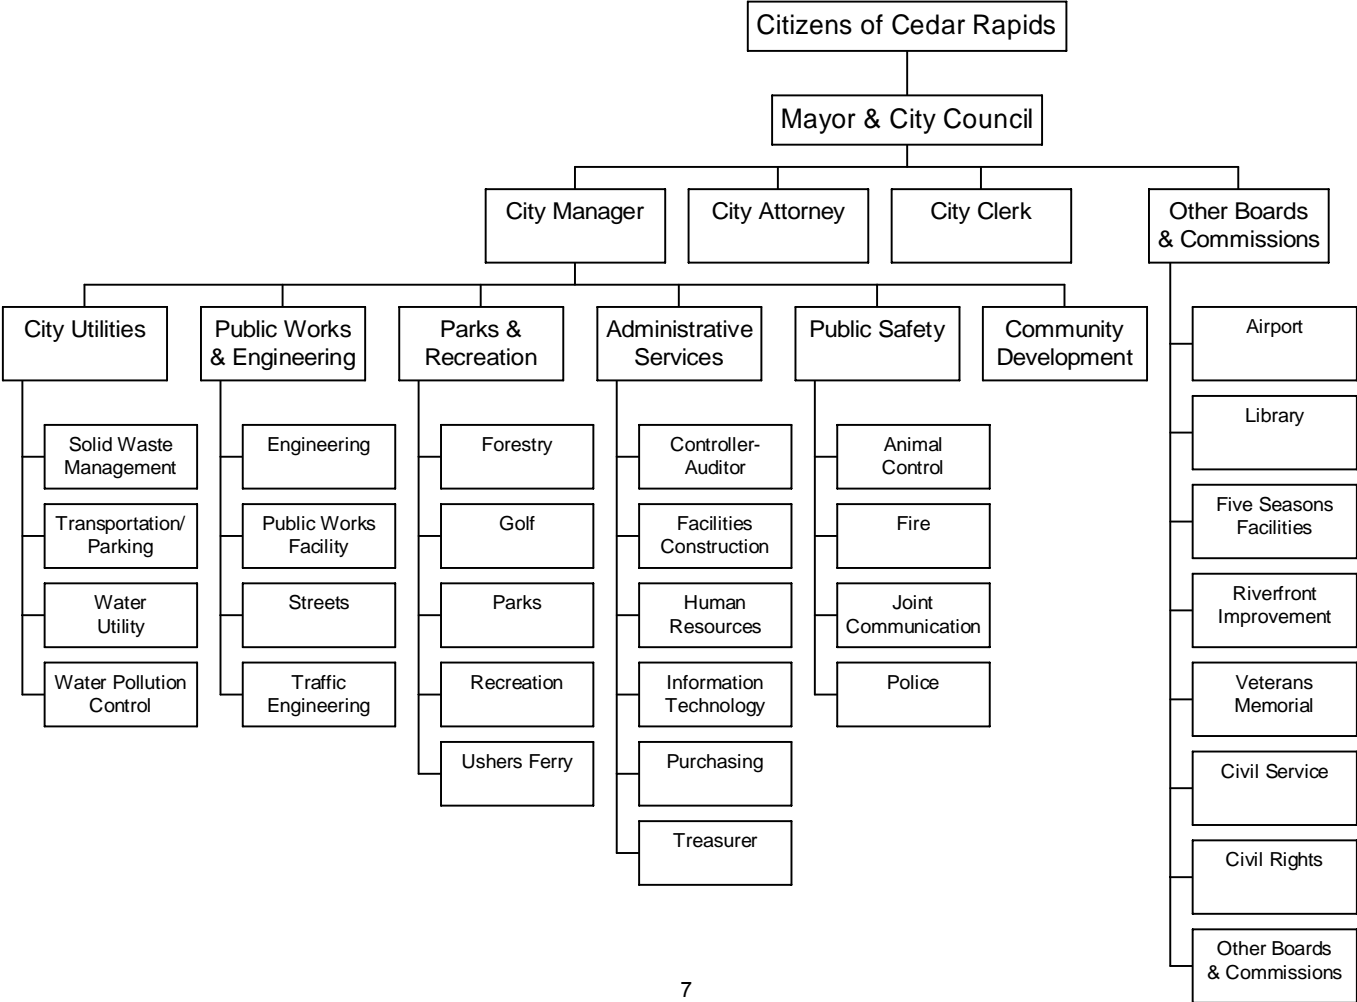 Citizens of Cedar Rapids
Mayor & City Council
City Manager
City Attorney
City Clerk
Other Boards
& Commissions
City Utilities
Public Works
& Engineering
Parks &
Recreation
Administrative
Services
Public Safety
Community
Development
Solid Waste
Management
Transportation/
Parking
Water
Utility
Water Pollution
Control
Engineering
Public Works
Facility
Streets
Traffic
Engineering
Forestry
Golf
Parks
Recreation
Ushers Ferry
Controller-
Auditor
Facilities
Construction
Human
Resources
Information
Technology
Purchasing
Treasurer
Animal
Control
Fire
Joint
Communication
Police
Airport
Library
Five Seasons
Facilities
Riverfront
Improvement
Veterans
Memorial
Civil Service
Civil Rights
Other Boards
& Commissions
7